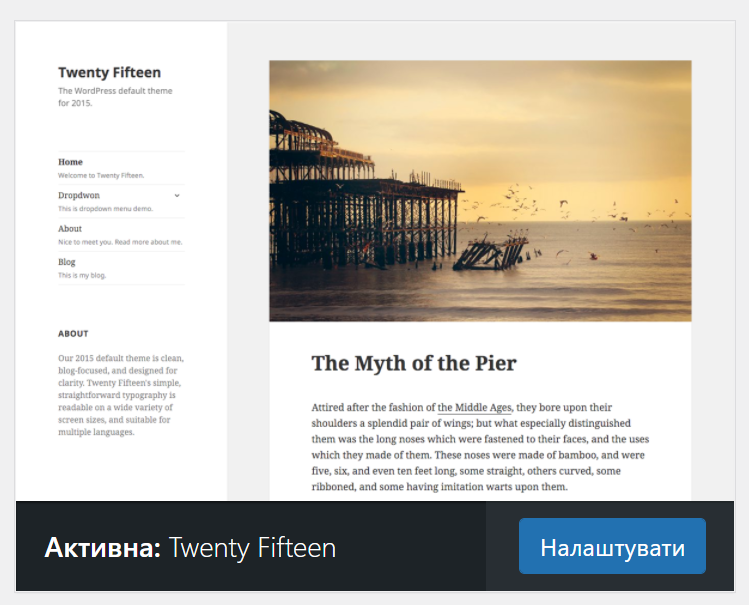 Twenty Fifteen
The WordPress default theme
for 2015.
Home
Welcome to Twenty Fifteen.
Dropdwon
This is dropdown menu demo.
About
Nice to meet you. Read more about me.
Blog
This is my blog.
ABOUT
Our 2015 default theme is clean,
blog-focused, and designed for
clarity. Twenty Fifteen's simple,
straightforward typography is
readable on a wide variety of
screen sizes, and suitable for
multiple languages.
The Myth of the Pier
Attired after the fashion of the Middle Ages, they bore upon their
shoulders a splendid pair of wings; but what especially distinguished
them was the long noses which were fastened to their faces, and the uses
which they made of them. These noses were made of bamboo, and were
five, six, and even ten feet long, some straight, others curved, some
ribboned, and some having imitation warts upon them.
Активна: Twenty Fifteen
Налаштувати